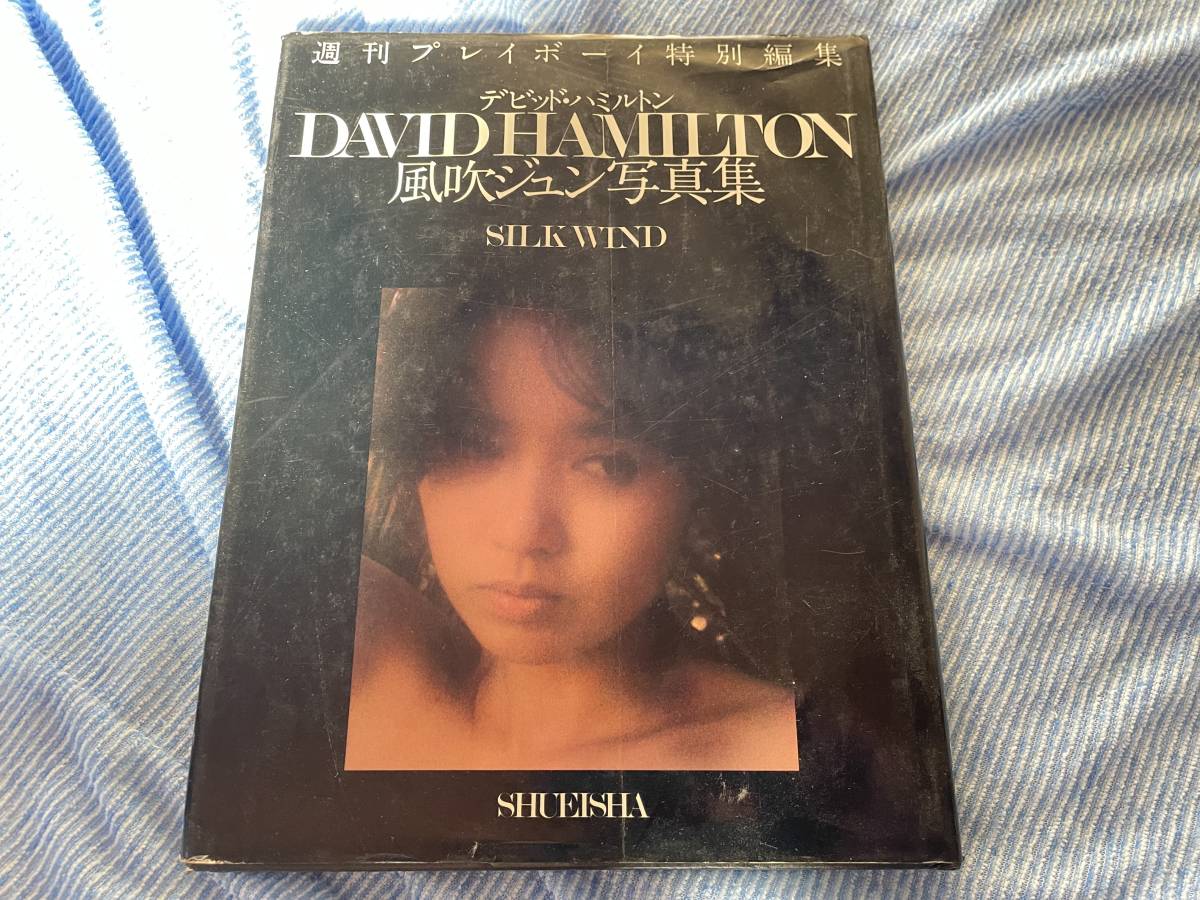 週刊プレイボーイ特別編集
デビッド・ハミルトン
DAVID HAMILTON
風吹ジュン写真集
SILK WIND
SHUEISHA